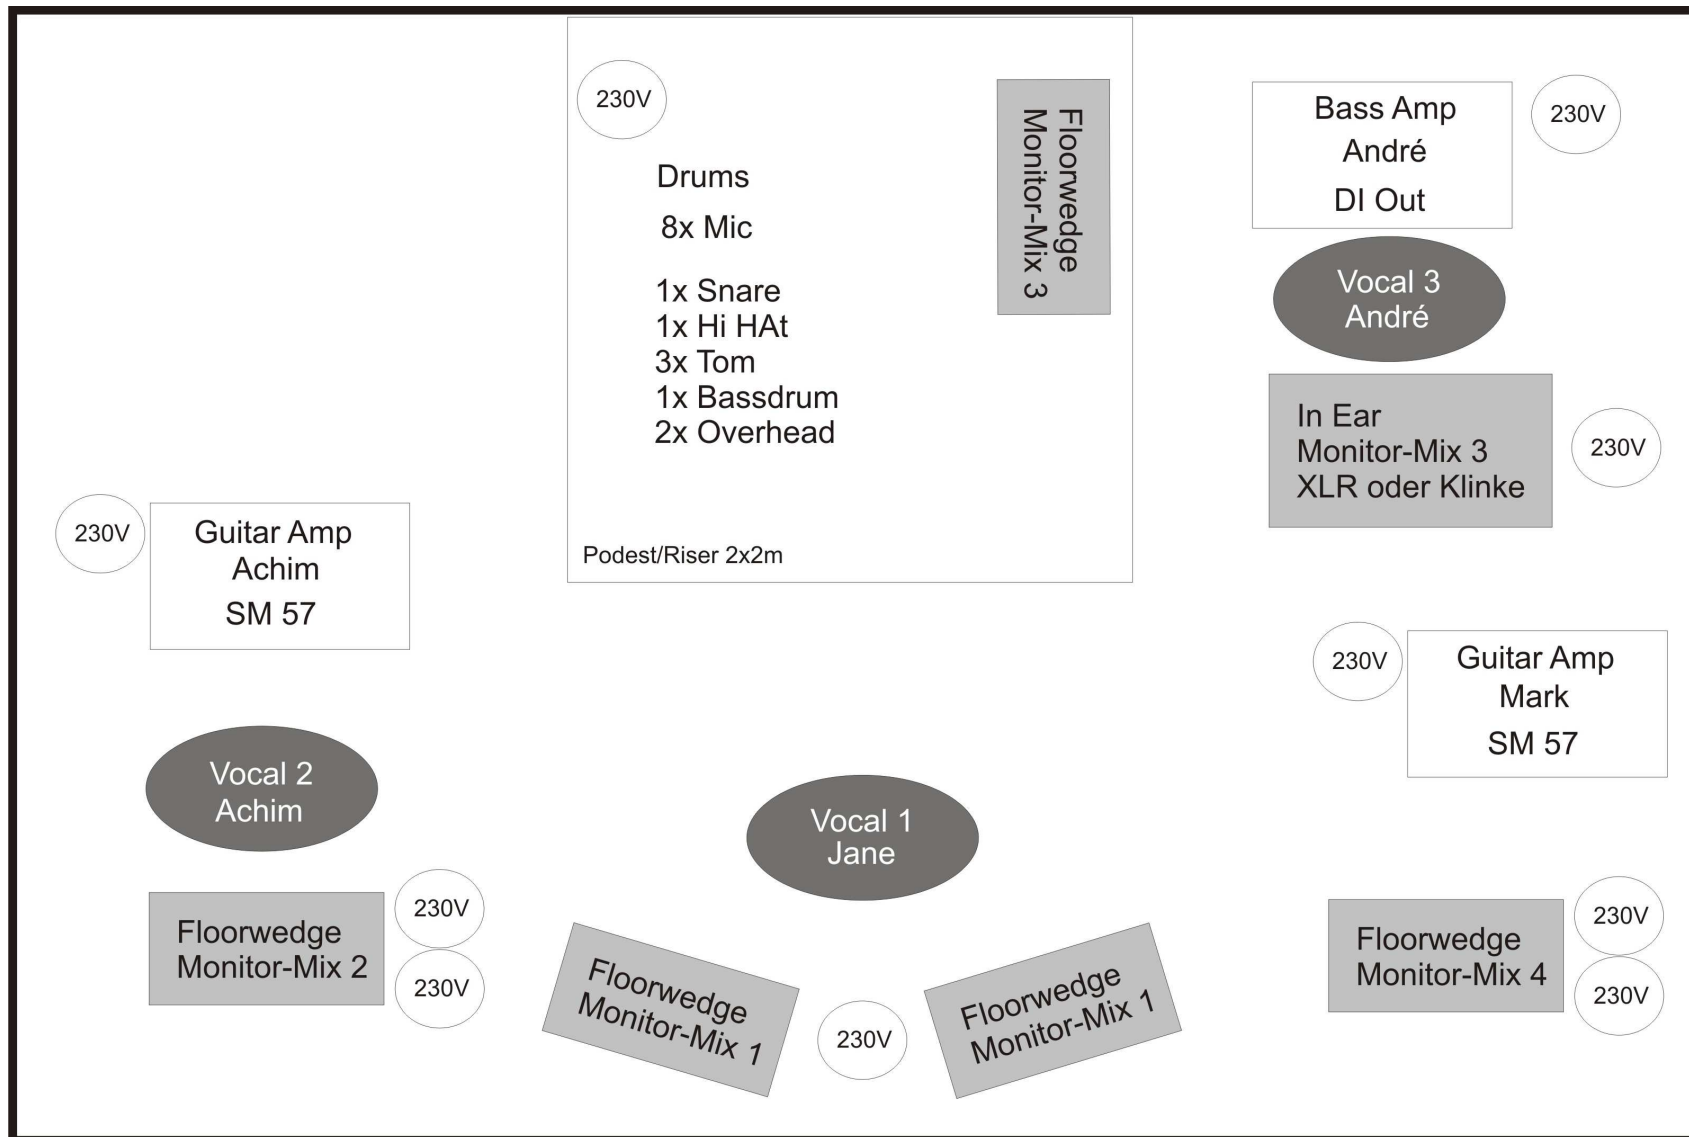 230V
Drums
8x Mic
1x Snare
1x Hi HAt
3x Tom
1x Bassdrum
2x Overhead
Podest/Riser 2x2m
Floorwedge
Monitor-Mix 3
Bass Amp
André
DI Out
230V
Vocal 3
André
In Ear
Monitor-Mix 3
XLR oder Klinke
230V
230V
Guitar Amp
Achim
SM 57
230V
Guitar Amp
Mark
SM 57
Vocal 2
Achim
Vocal 1
Jane
Floorwedge
Monitor-Mix 2
230V
230V
Floorwedge
Monitor-Mix 1
230V
Floorwedge
Monitor-Mix 1
Floorwedge
Monitor-Mix 4
230V
230V